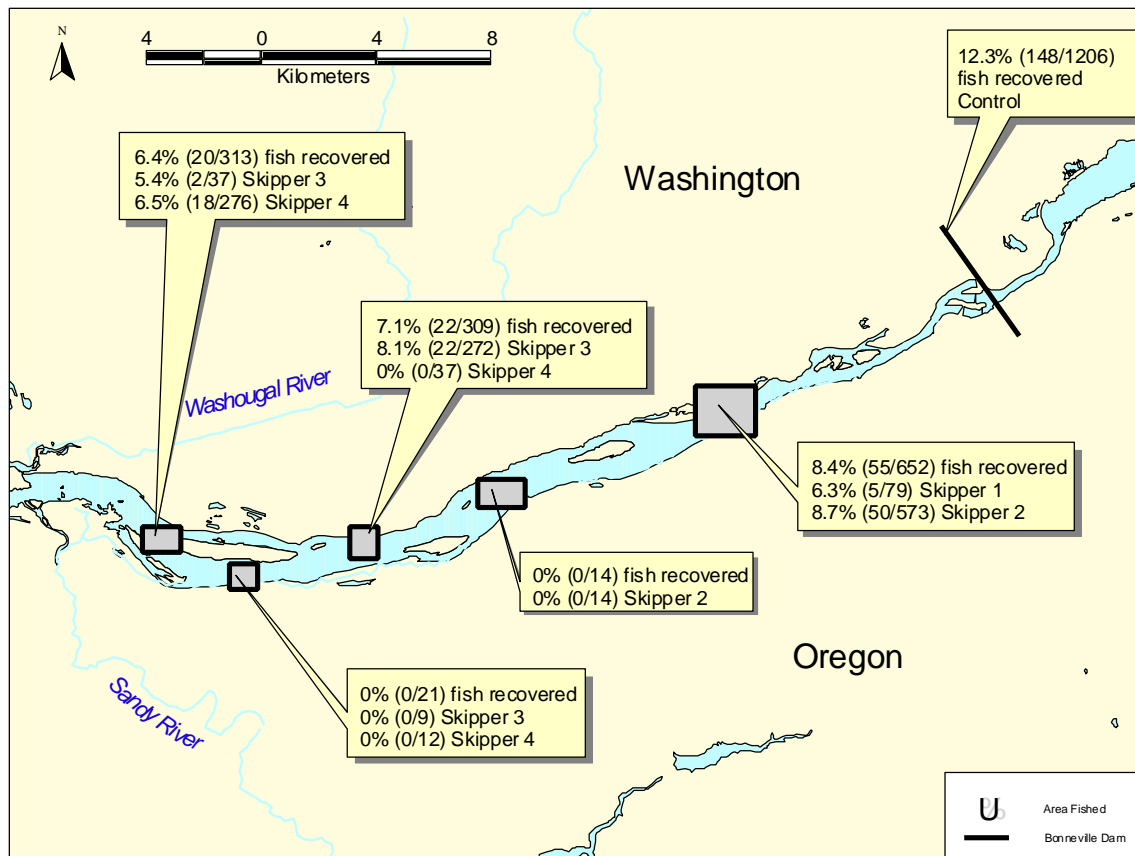 N
4 0 4 8
Kilometers
12.3% (148/1206)
fish recovered
Control
6.4% (20/313) fish recovered
5.4% (2/37) Skipper 3
6.5% (18/276) Skipper 4
Washington
7.1% (22/309) fish recovered
8.1% (22/272) Skipper 3
0% (0/37) Skipper 4
Washougal River
8.4% (55/652) fish recovered
6.3% (5/79) Skipper 1
8.7% (50/573) Skipper 2
0% (0/14) fish recovered
0% (0/14) Skipper 2
Oregon
Sandy River
0% (0/21) fish recovered
0% (0/9) Skipper 3
0% (0/12) Skipper 4
U Area Fished
Bonneville Dam